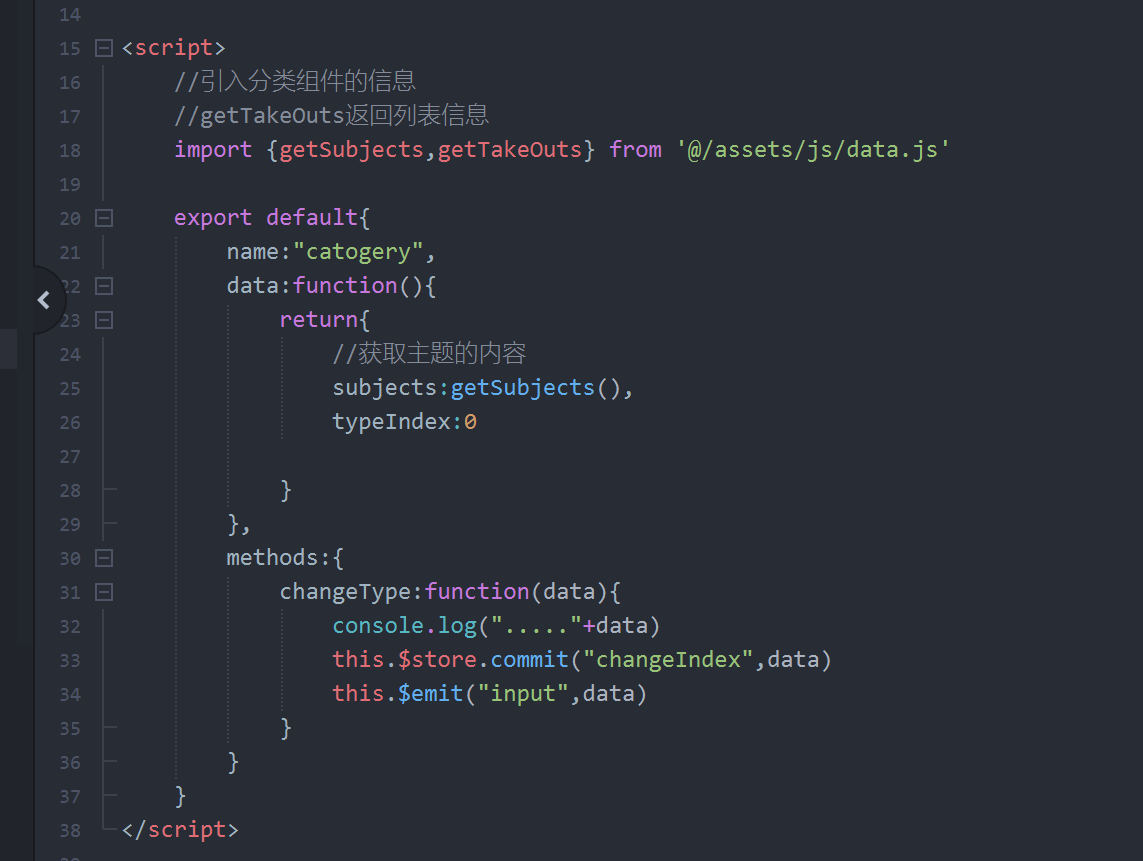 14
15 <script>
16 //引入分类组件的信息
17 //getTakeOuts返回列表信息
18 import {getSubjects,getTakeOuts} from '@/assets/js/data.js'
19
20 export default{
21 name:"catogery",
22 data:function(){
23 return{
24 //获取主题的内容
25 subjects:getSubjects(),
26 typeIndex:0
27
28 }
29 },
30 methods:{
31 changeType:function(data){
32 console.log("....."+data)
33 this.$store.commit("changeIndex",data)
34 this.$emit("input",data)
35 }
36 }
37 }
38 </script>